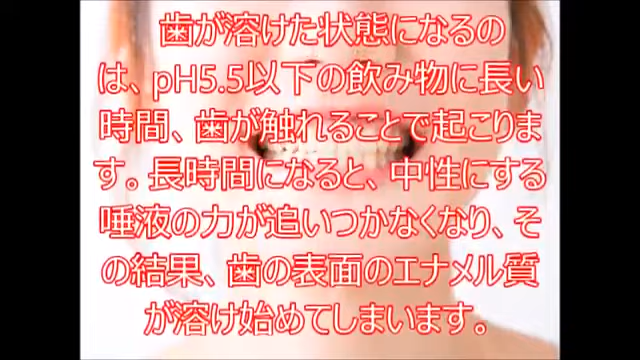 歯が溶けた状態になるの
は、pH5.5以下の飲み物に長い
時間、歯が触れることで起こりま
す。長時間になると、中性にする
唾液の力が追いつかなくなり、そ
の結果、歯の表面のエナメル質
が溶け始めてしまいます。